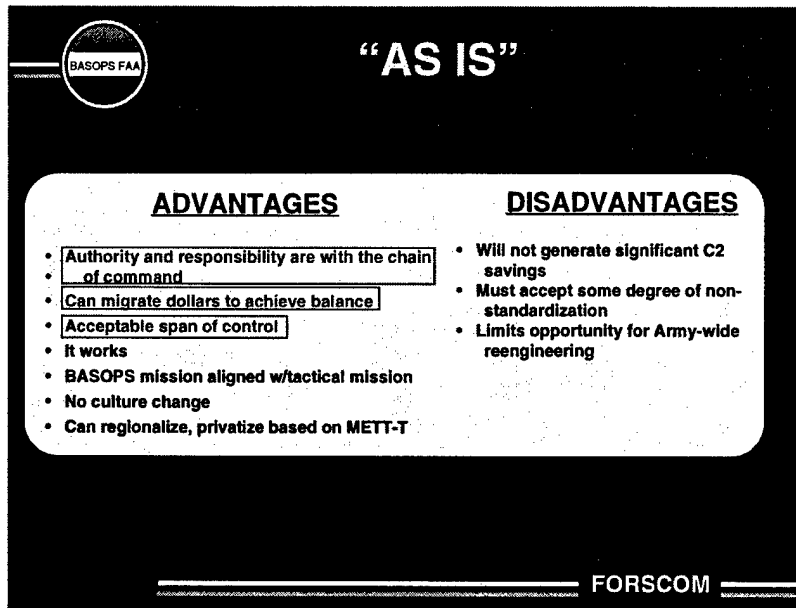 BASOPS FAA
“AS IS”
ADVANTAGES
• Authority and responsibility are with the chain
• of command
• Can migrate dollars to achieve balance
• Acceptable span of control
• It works
• BASOPS mission aligned w/tactical mission
• No culture change
• Can regionalize, privatize based on METT-T
DISADVANTAGES
• Will not generate significant C2
savings
• Must accept some degree of non-
standardization
• Limits opportunity for Army-wide
reengineering
FORSCOM